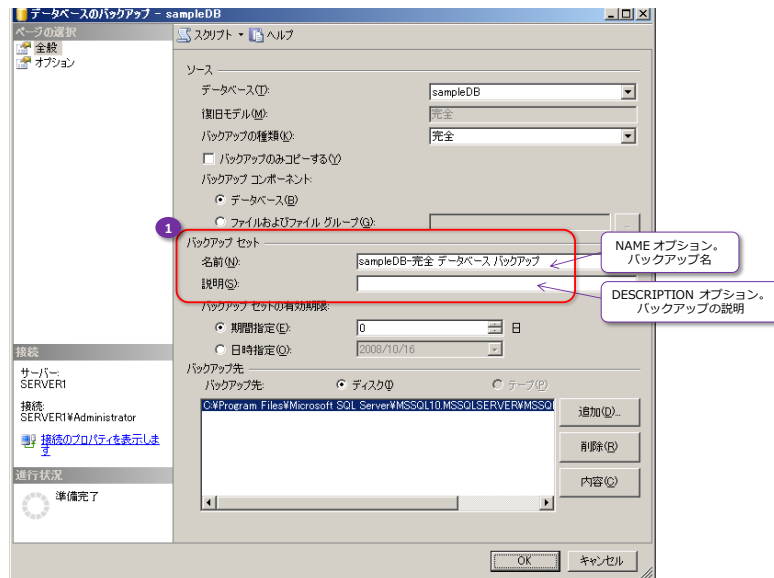 データベースのバックアップ - sampleDB
ページの選択
全般
オプション
スクリプト
ヘルプ
ソース
データベース(T):
sampleDB
復旧モデル(M):
完全
バックアップの種類(K):
完全
バックアップのみコピーする(Y)
バックアップ コンポーネント:
データベース(B)
ファイルおよびファイル グループ(G):
...
1
バックアップ セット
名前(N):
sampleDB-完全 データベース バックアップ
NAME オプション。
バックアップ名
説明(S):
DESCRIPTION オプション。
バックアップの説明
バックアップ セットの有効期限:
期間指定(E):
0
日
日時指定(O):
2008/10/16
バックアップ先
バックアップ先:
ディスク(I)
テープ(P)
C:¥Program Files¥Microsoft SQL Server¥MSSQL10.MSSQLSERVER¥MSSQL
追加(D)...
削除(R)
内容(C)
接続
サーバー:
SERVER1
接続:
SERVER1¥Administrator
接続のプロパティを表示しま
す
進行状況
準備完了
OK
キャンセル